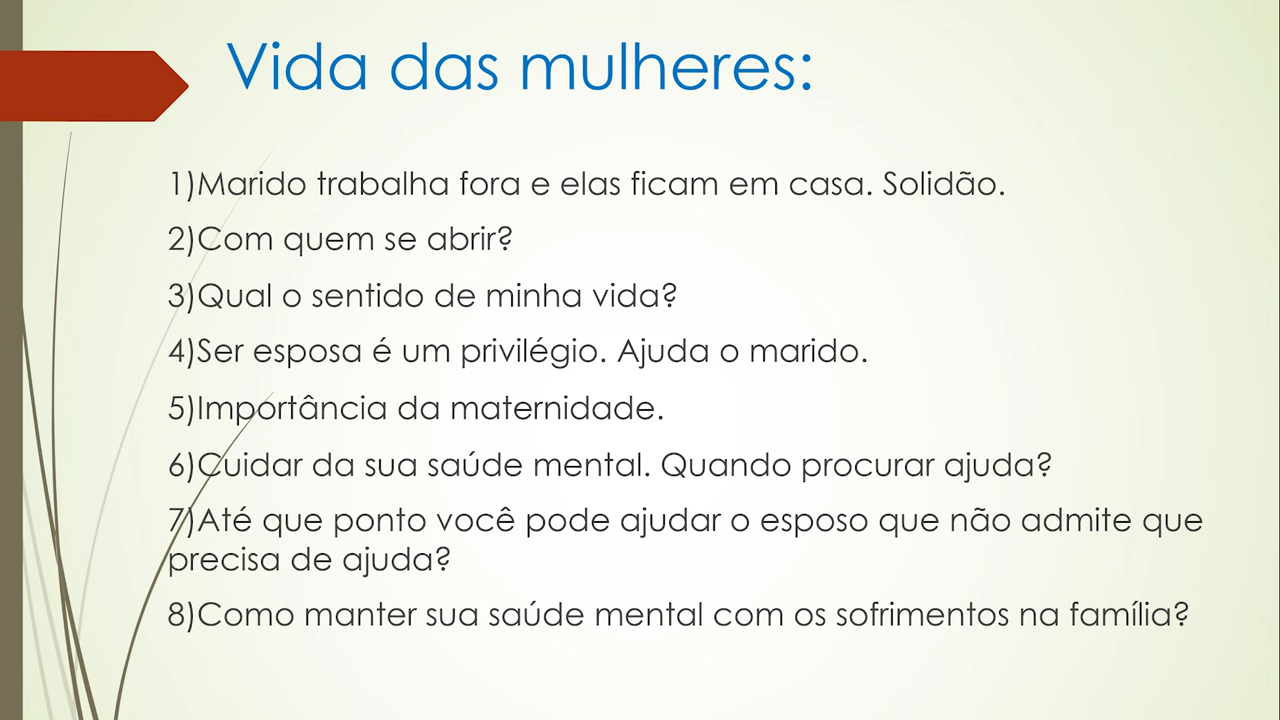 Vida das mulheres:
1)Marido trabalha fora e elas ficam em casa. Solidão.
2)Com quem se abrir?
3)Qual o sentido de minha vida?
4)Ser esposa é um privilégio. Ajuda o marido.
5)Importância da maternidade.
6)Cuidar da sua saúde mental. Quando procurar ajuda?
7)Até que ponto você pode ajudar o esposo que não admite que
precisa de ajuda?
8)Como manter sua saúde mental com os sofrimentos na família?